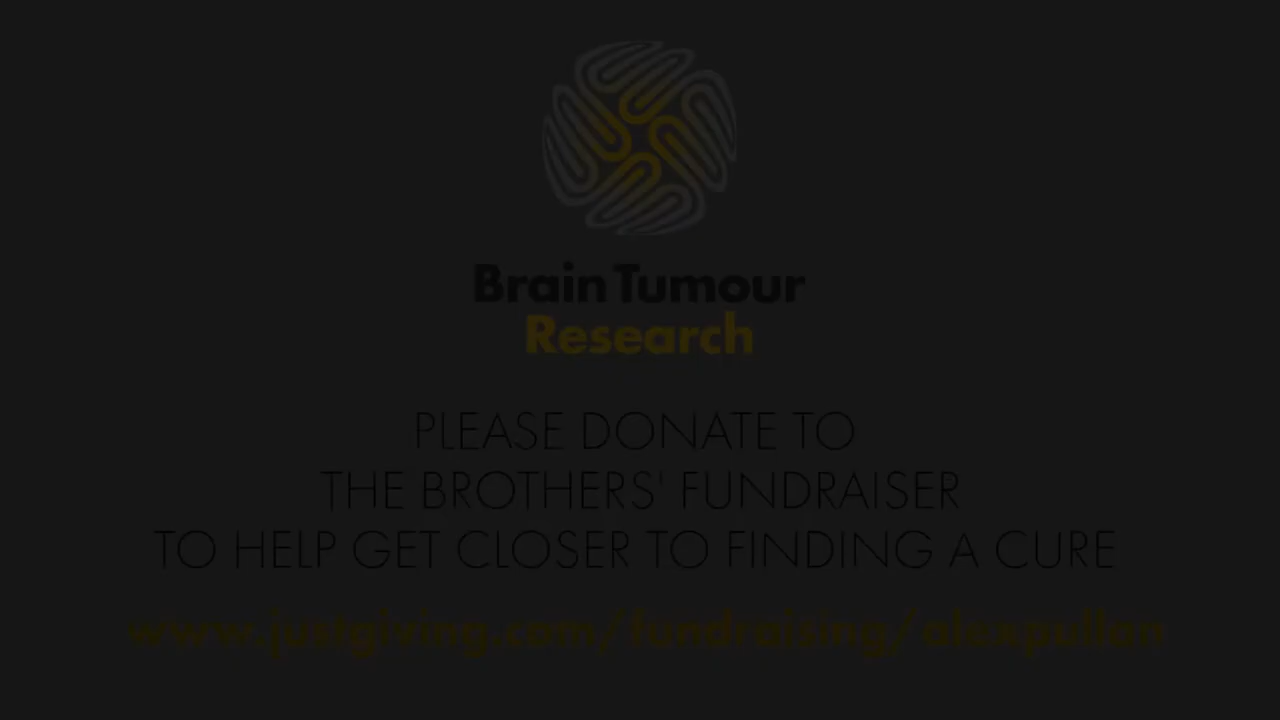 Brain Tumour
Research
PLEASE DONATE TO
THE BROTHERS' FUNDRAISER
TO HELP GET CLOSER TO FINDING A CURE
www.justgiving.com/fundraising/alexpullan